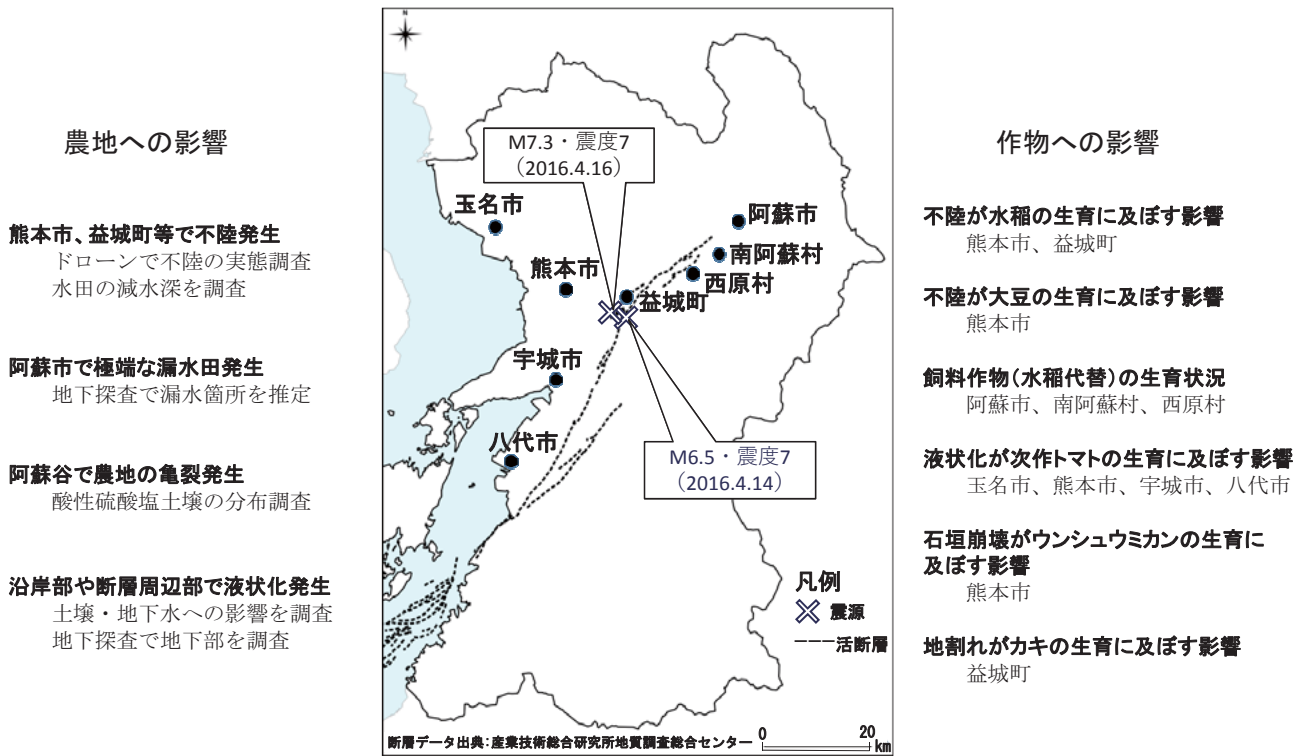 農地への影響
熊本市、益城町等で不陸発生
ドローンで不陸の実態調査
水田の減水深を調査
阿蘇市で極端な漏水田発生
地下探査で漏水箇所を推定
阿蘇谷で農地の亀裂発生
酸性硫酸塩土壌の分布調査
沿岸部や断層周辺部で液状化発生
土壌・地下水への影響を調査
地下探査で地下部を調査
N
M7.3・震度7
（2016.4.16）
玉名市
阿蘇市
南阿蘇村
西原村
熊本市
益城町
宇城市
八代市
M6.5・震度7
（2016.4.14）
凡例
震源
活断層
断層データ出典：産業技術総合研究所地質調査総合センター
0 20
km
作物への影響
不陸が水稲の生育に及ぼす影響
熊本市、益城町
不陸が大豆の生育に及ぼす影響
熊本市
飼料作物（水稲代替）の生育状況
阿蘇市、南阿蘇村、西原村
液状化が次作トマトの生育に及ぼす影響
玉名市、熊本市、宇城市、八代市
石垣崩壊がウンシュウミカンの生育に
及ぼす影響
熊本市
地割れがカキの生育に及ぼす影響
益城町